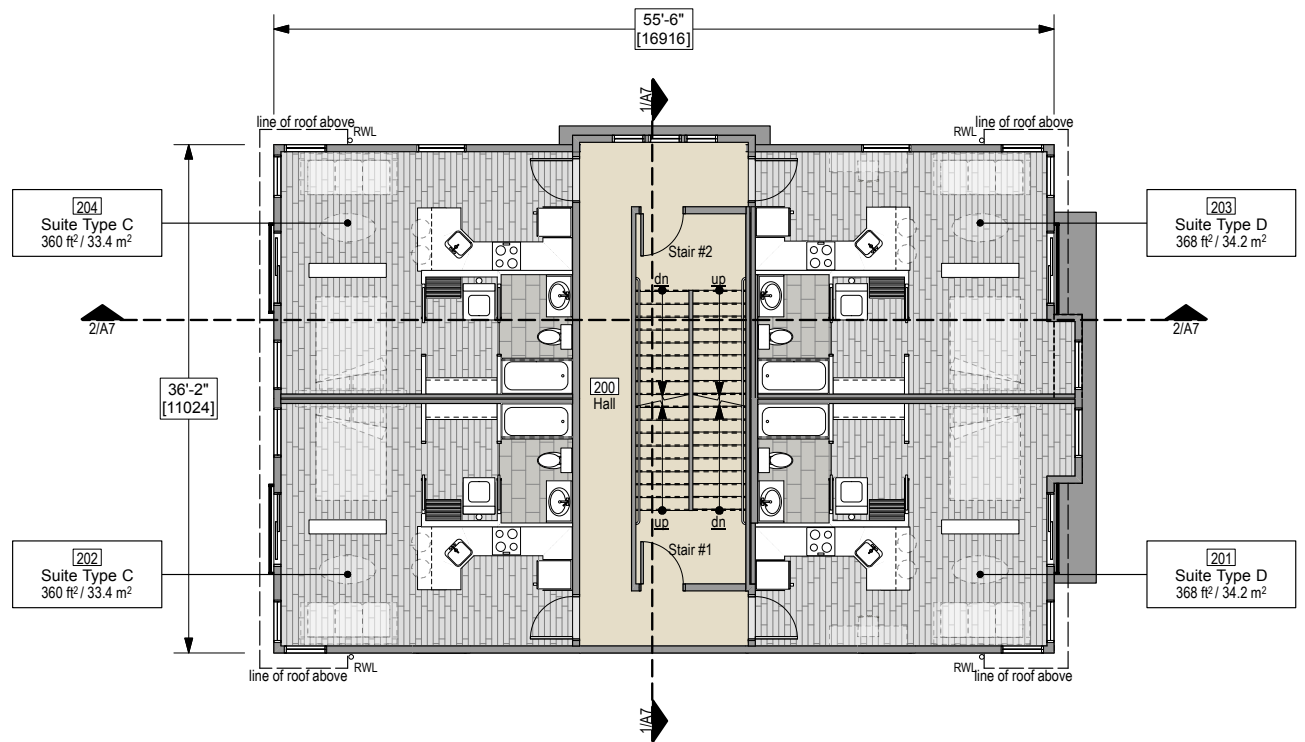 55'-6"
[16916]
1/A7
line of roof above
RWL
RWL
line of roof above
204
Suite Type C
360 ft² / 33.4 m²
203
Suite Type D
368 ft² / 34.2 m²
Stair #2
dn
up
2/A7
2/A7
36'-2"
[11024]
200
Hall
up
dn
Stair #1
202
Suite Type C
360 ft² / 33.4 m²
201
Suite Type D
368 ft² / 34.2 m²
line of roof above
RWL
RWL
line of roof above
1/A7